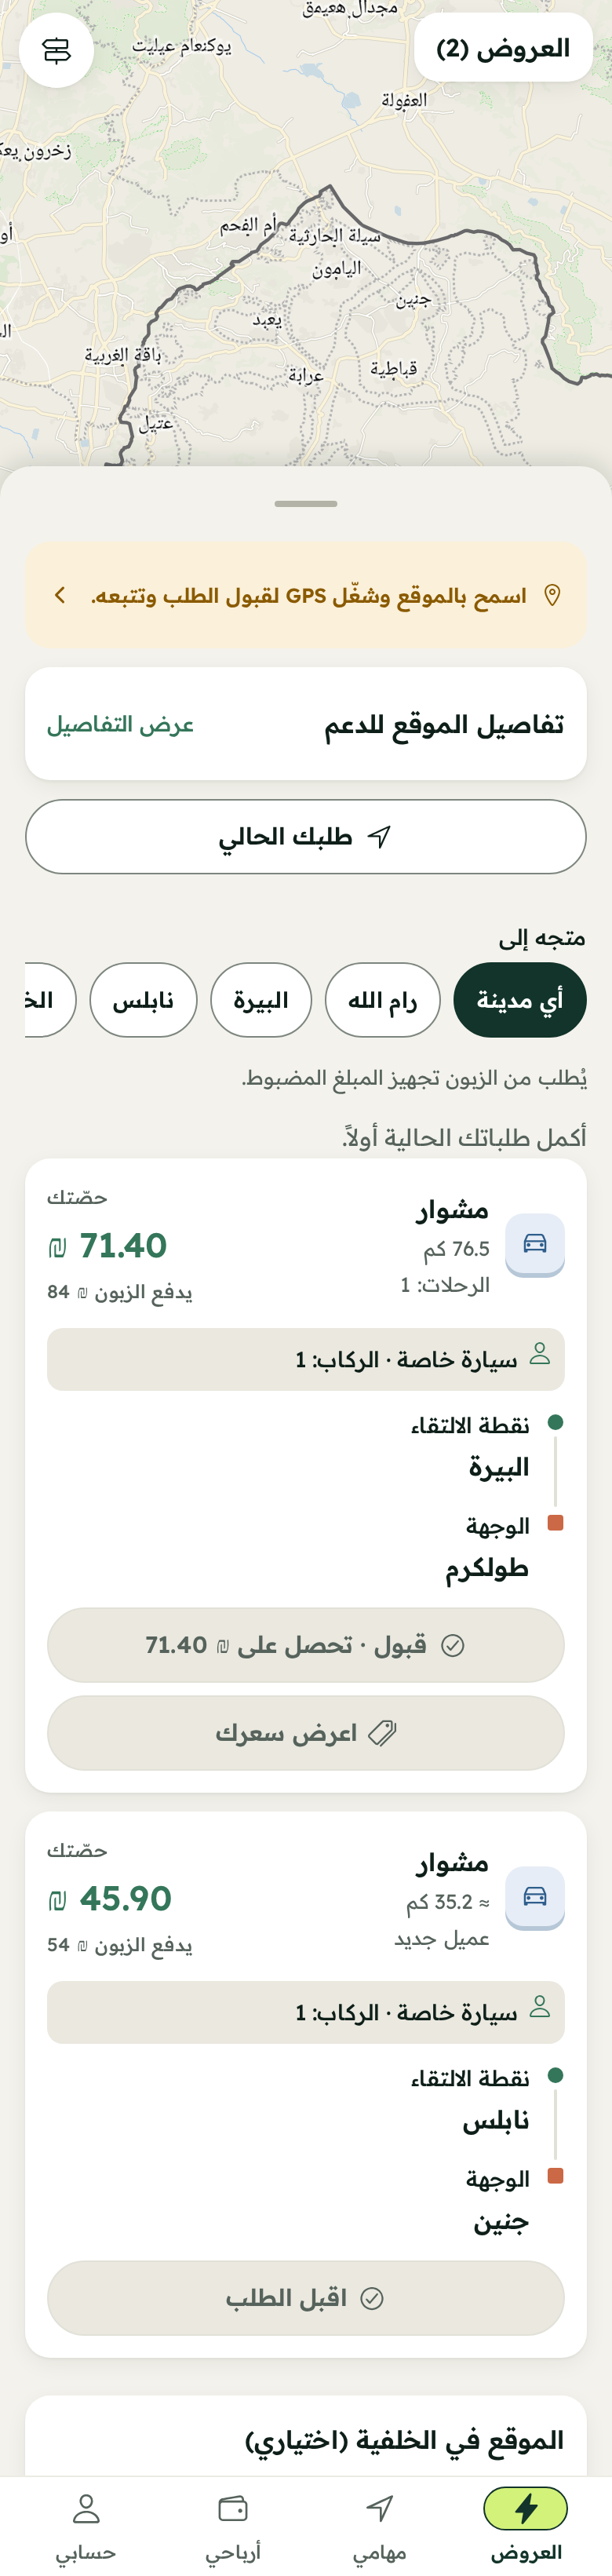 مجدال هعيمق
العروض (2)
يوكنعام عيليت
العفولة
أم الفحم
سيلة الحارثية
اليامون
جنين
يعبد
باقة الغربية
قباطية
عرابة
عتيل
اسمح بالموقع وشغّل GPS لقبول الطلب وتتبعه.
تفاصيل الموقع للدعم
عرض التفاصيل
طلبك الحالي
متجه إلى
أي مدينة
رام الله
البيرة
نابلس
يُطلب من الزبون تجهيز المبلغ المضبوط.
أكمل طلباتك الحالية أولاً.
مشوار
76.5 كم
الرحلات: 1
حصّتك
71.40 ₪
يدفع الزبون ₪ 84
سيارة خاصة · الركاب: 1
نقطة الالتقاء
البيرة
الوجهة
طولكرم
قبول · تحصل على ₪ 71.40
اعرض سعرك
مشوار
≈ 35.2 كم
عميل جديد
حصّتك
45.90 ₪
يدفع الزبون ₪ 54
سيارة خاصة · الركاب: 1
نقطة الالتقاء
نابلس
الوجهة
جنين
اقبل الطلب
الموقع في الخلفية (اختياري)
العروض
مهامي
أرباحي
حسابي